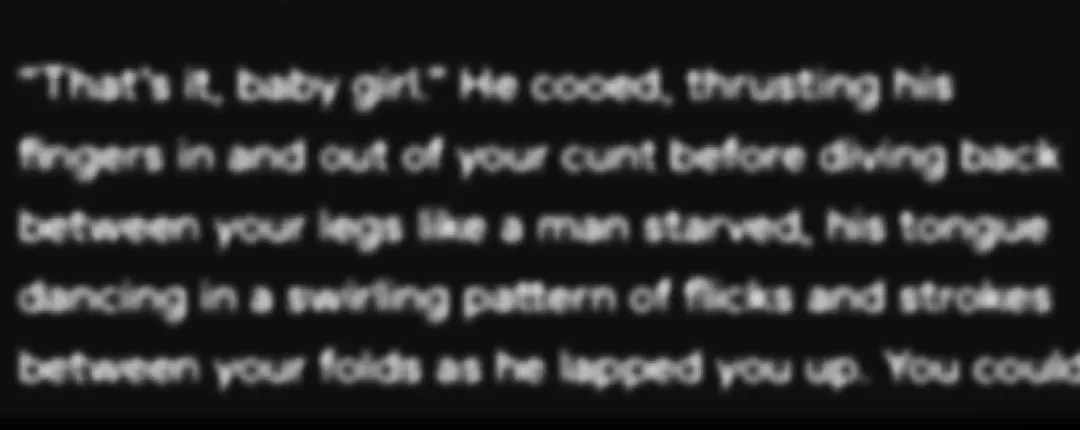 "That's it, baby girl." He cooed, thrusting his
fingers in and out of your cunt before diving back
between your legs like a man starved, his tongue
dancing in a swirling pattern of flicks and strokes
between your folds as he lapped you up. You could